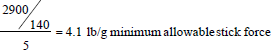 2900/140
5
= 4.1 lb/g minimum allowable stick force